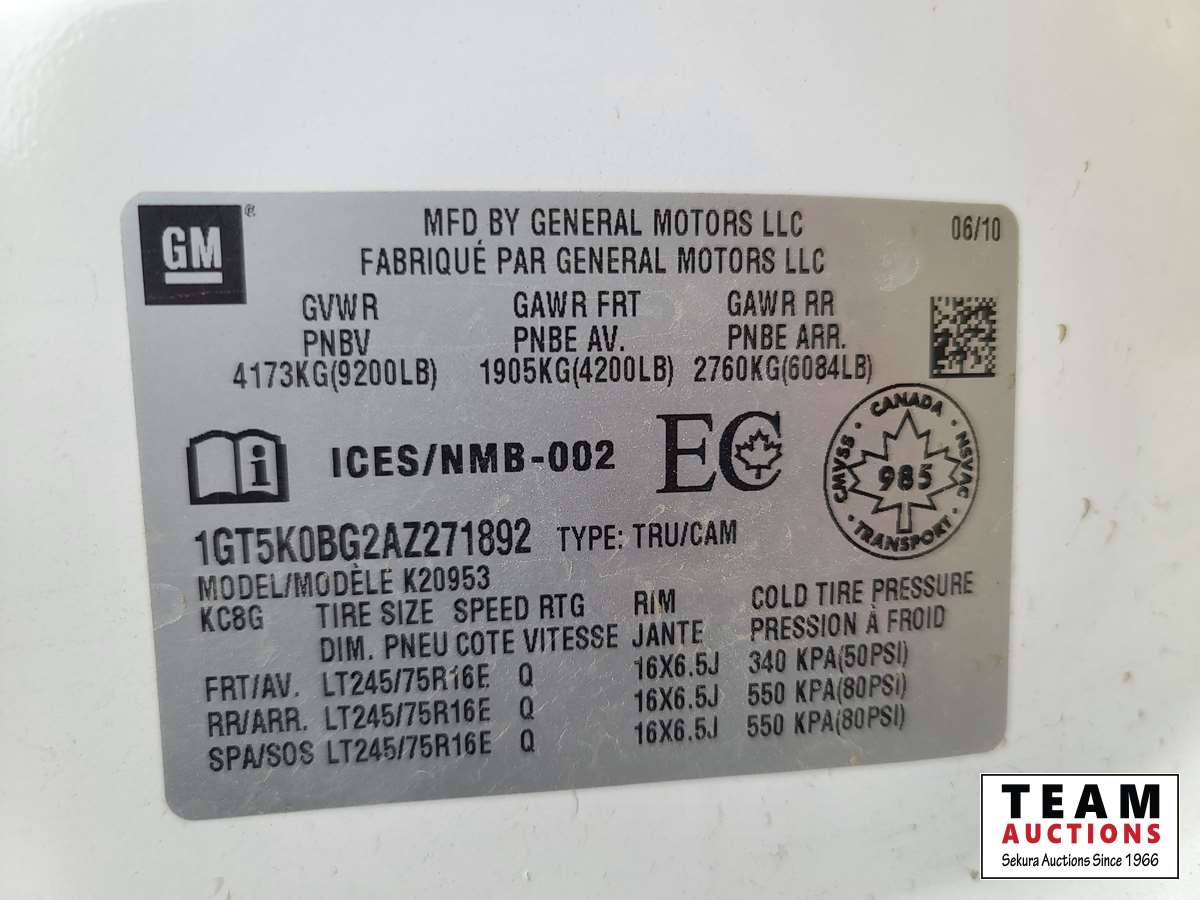 GM
MFD BY GENERAL MOTORS LLC 06/10
FABRIQUÉ PAR GENERAL MOTORS LLC
GVWR GAWR FRT GAWR RR
PNBV PNBE AV. PNBE ARR.
4173KG(9200LB) 1905KG(4200LB) 2760KG(6084LB)
i ICES/NMB-002 EC
CANADA
CMVSS 985 NSVAC
TRANSPORT
1GT5K0BG2AZ271892 TYPE: TRU/CAM
MODEL/MODÈLE K20953
KC8G TIRE SIZE SPEED RTG RIM COLD TIRE PRESSURE
DIM. PNEU COTE VITESSE JANTE PRESSION À FROID
FRT/AV. LT245/75R16E Q 16X6.5J 340 KPA(50PSI)
RR/ARR. LT245/75R16E Q 16X6.5J 550 KPA(80PSI)
SPA/SOS LT245/75R16E Q 16X6.5J 550 KPA(80PSI)
TEAM
AUCTIONS
Sekura Auctions Since 1966